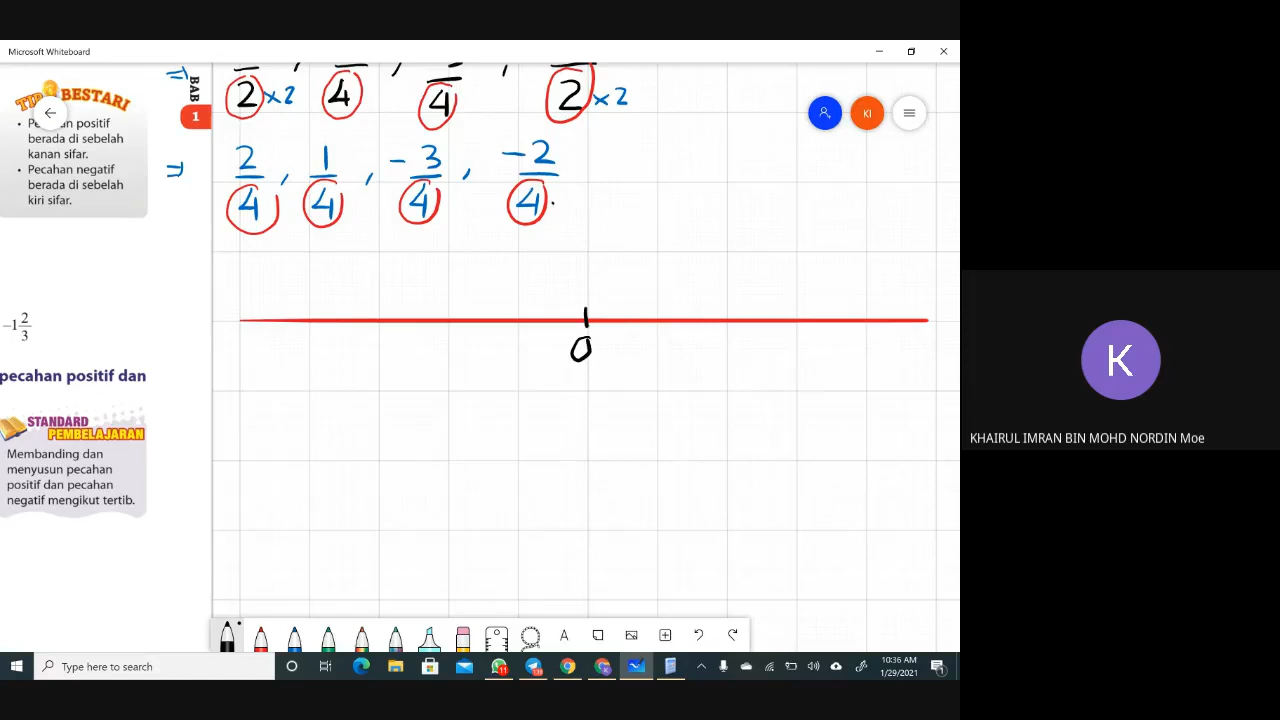 Microsoft Whiteboard
TIP BESTARI
• Pecahan positif
berada di sebelah
kanan sifar.
• Pecahan negatif
berada di sebelah
kiri sifar.
BAB
1
⇒
2 ×2 4 4 2 ×2
⇒ 2/4 , 1/4 , -3/4 , -2/4
0
–1 2/3
pecahan positif dan
STANDARD
PEMBELAJARAN
Membanding dan
menyusun pecahan
positif dan pecahan
negatif mengikut tertib.
KI
K
KHAIRUL IMRAN BIN MOHD NORDIN Moe
A
Type here to search
11
10:36 AM
1/29/2021
1